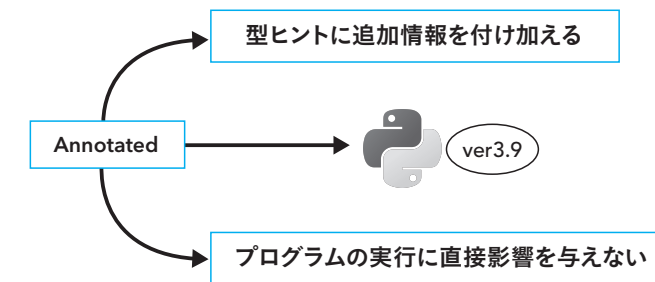 型ヒントに追加情報を付け加える
Annotated
ver3.9
プログラムの実行に直接影響を与えない